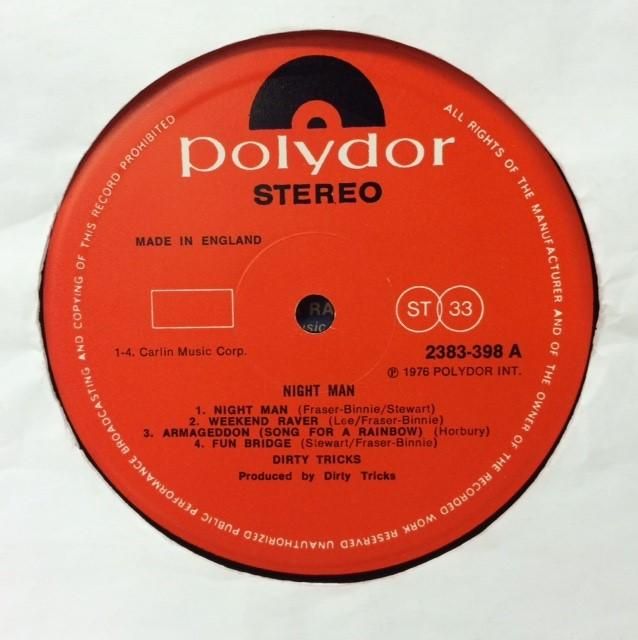 polydor
STEREO
MADE IN ENGLAND
ST 33
1-4. Carlin Music Corp.
2383-398 A
℗ 1976 POLYDOR INT.
NIGHT MAN
1. NIGHT MAN (Fraser-Binnie/Stewart)
2. WEEKEND RAVER (Lee/Fraser-Binnie)
3. ARMAGEDDON (SONG FOR A RAINBOW) (Horbury)
4. FUN BRIDGE (Stewart/Fraser-Binnie)
DIRTY TRICKS
Produced by Dirty Tricks
ALL RIGHTS OF THE MANUFACTURER AND OF THE OWNER OF THE RECORDED WORK RESERVED UNAUTHORIZED PUBLIC PERFORMANCE BROADCASTING AND COPYING OF THIS RECORD PROHIBITED